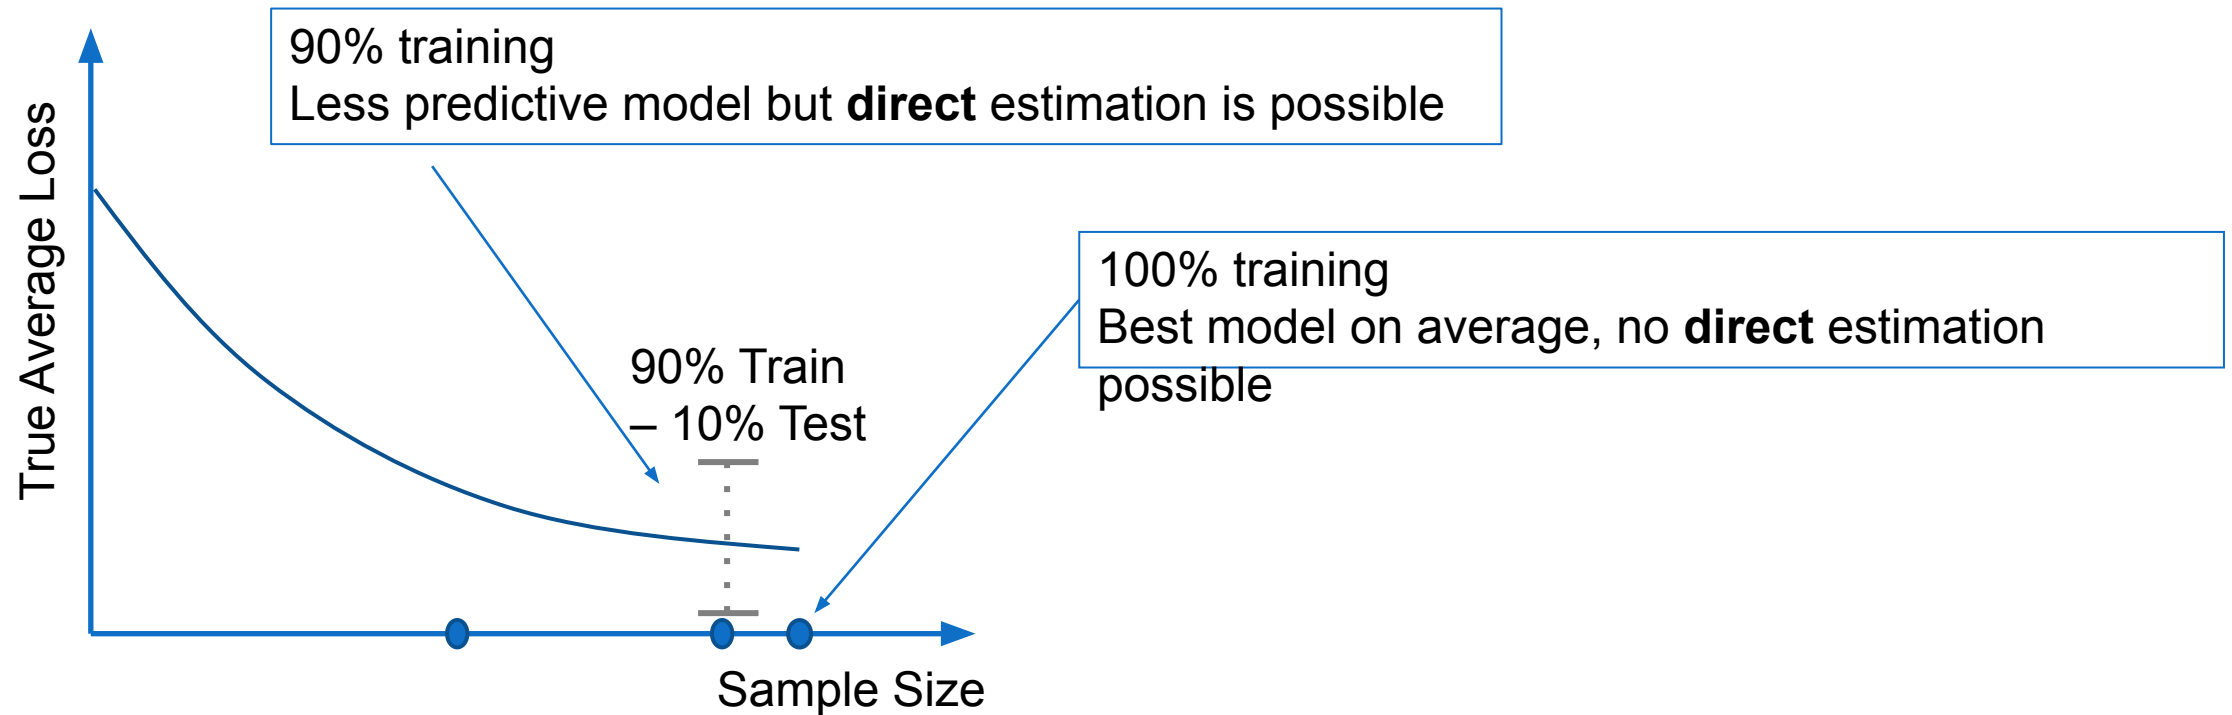 90% training
Less predictive model but direct estimation is possible
True Average Loss
100% training
Best model on average, no direct estimation
possible
90% Train
– 10% Test
Sample Size